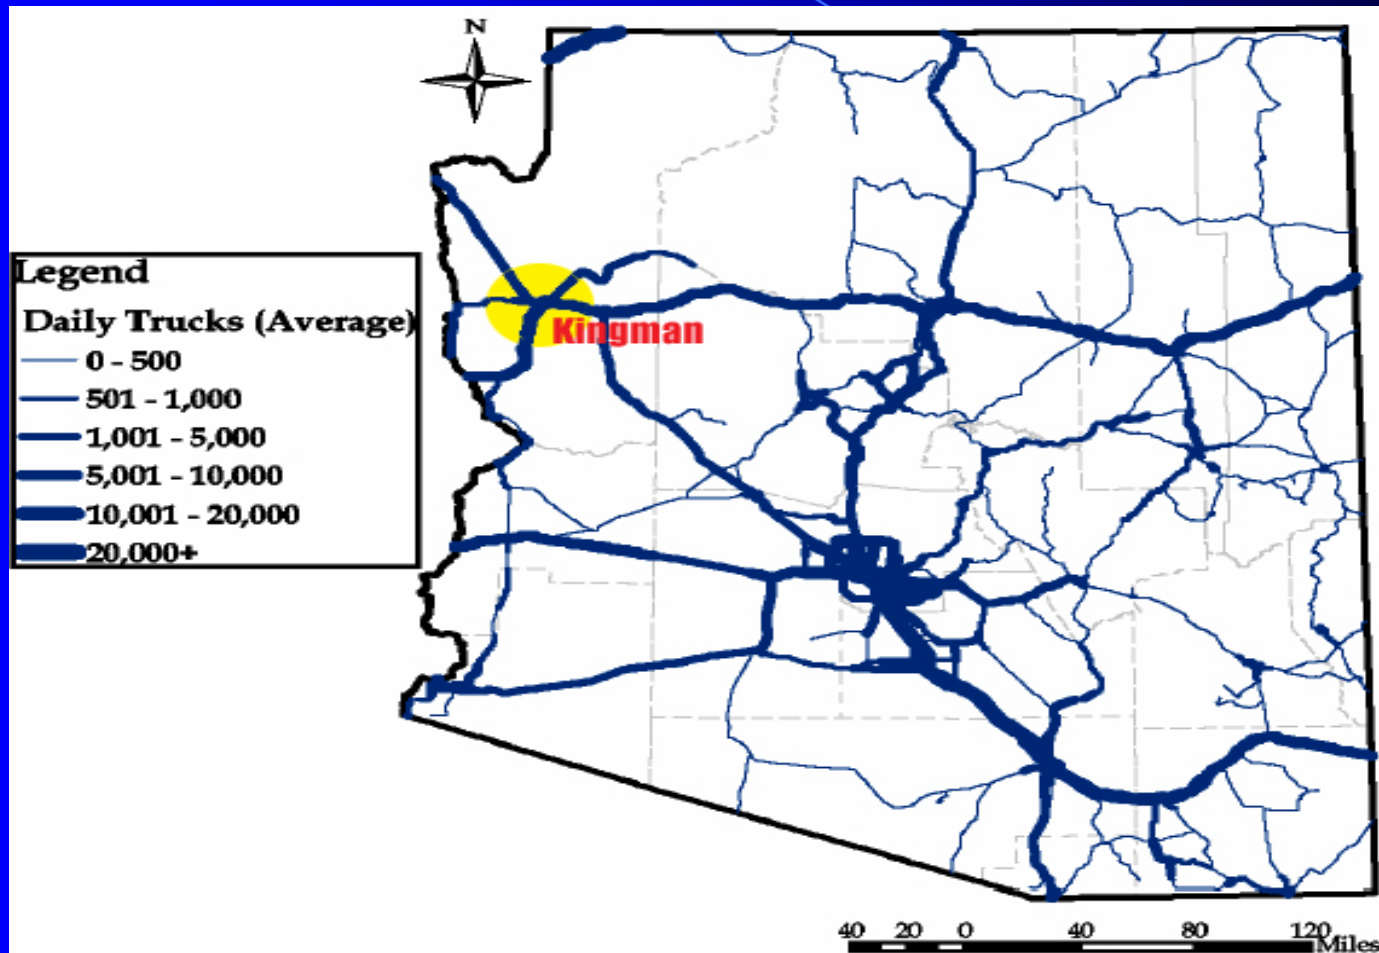 N
Legend
Daily Trucks (Average)
0 - 500
501 - 1,000
1,001 - 5,000
5,001 - 10,000
10,001 - 20,000
20,000+
Kingman
40 20 0 40 80 120
Miles